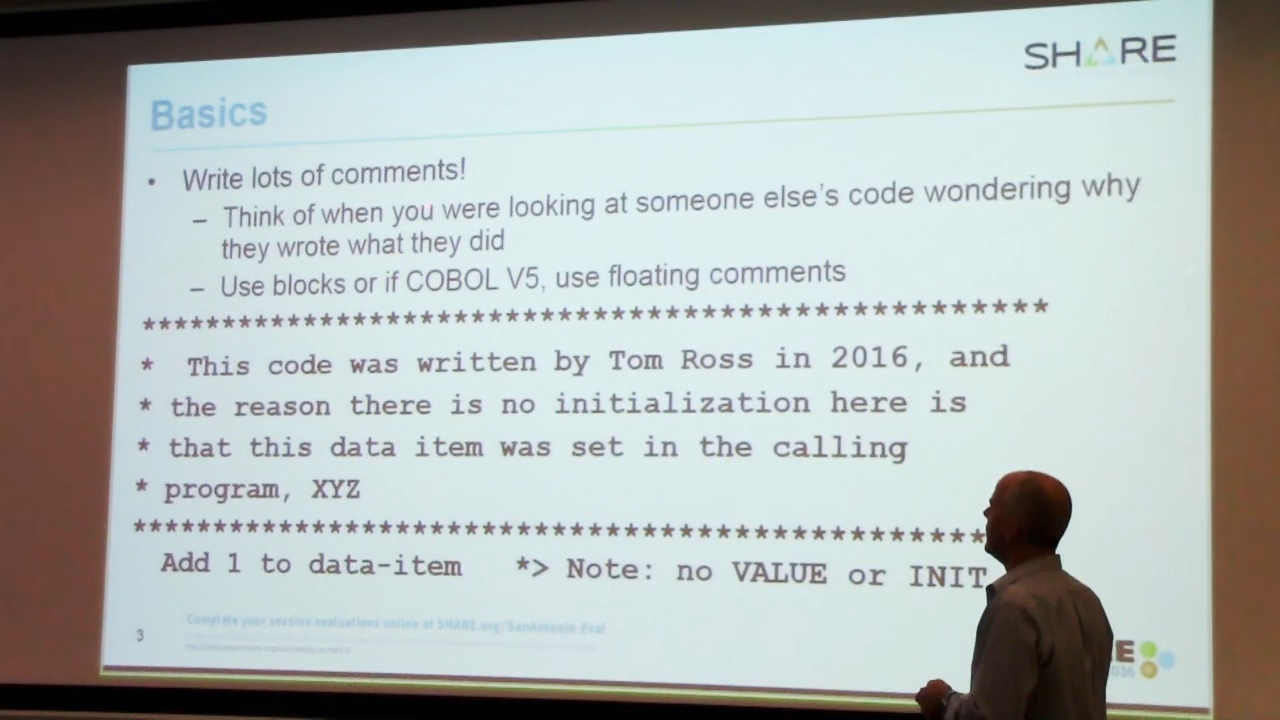 SHARE
Basics
• Write lots of comments!
– Think of when you were looking at someone else's code wondering why
they wrote what they did
– Use blocks or if COBOL V5, use floating comments
*******************************************************
* This code was written by Tom Ross in 2016, and
* the reason there is no initialization here is
* that this data item was set in the calling
* program, XYZ
*****************************************************
Add 1 to data-item *> Note: no VALUE or INIT
Complete your session evaluations online at SHARE.org/SanAntonio-Eval
3
E
016